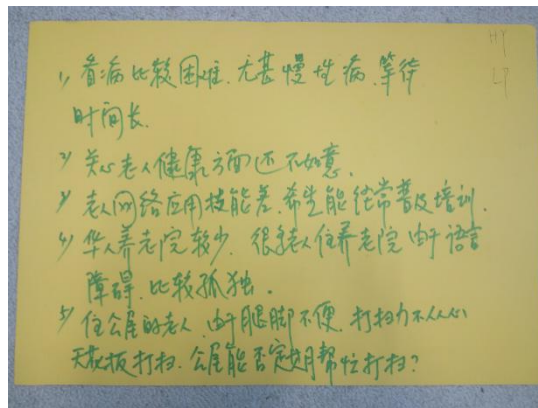 HT
LP
1, 看病比较困难.尤甚慢性病.等待
时间长.
2, 关心老人健康方面还不如意.
3, 老人网络应用技能差.希望能经常普及培训.
4, 华人养老院较少.很多老人住养老院由于语言
障碍.比较孤独.
5, 住公屋的老人.由于腿脚不便.打扫力不从心
天花板打扫.公屋能否定期帮忙打扫?